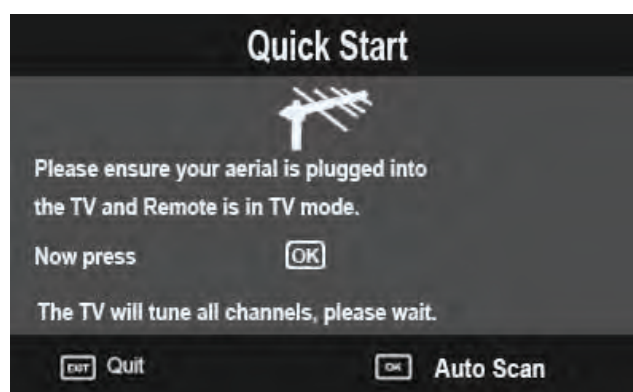 Quick Start
Please ensure your aerial is plugged into
the TV and Remote is in TV mode.
Now press OK
The TV will tune all channels, please wait.
EXIT Quit OK Auto Scan